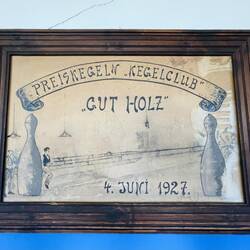 PREISKEGELN „KEGELCLUB"
„GUT HOLZ"
4. JUNI 1927.